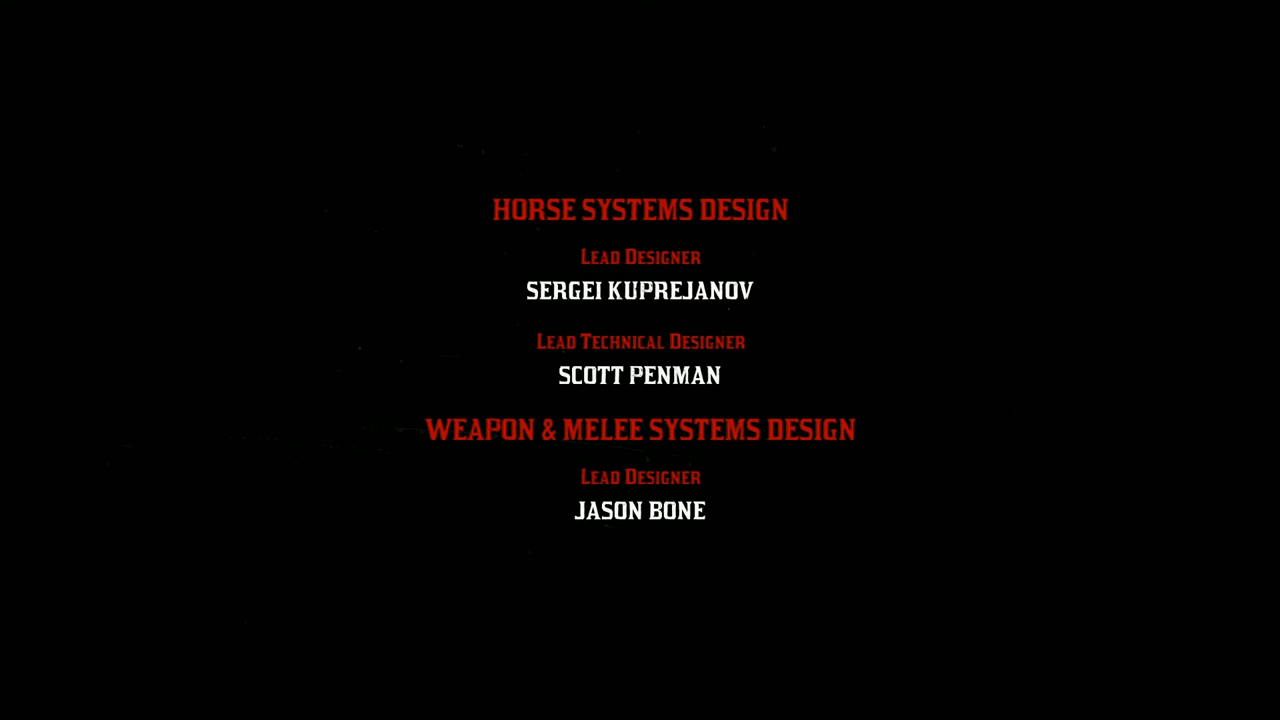 HORSE SYSTEMS DESIGN
Lead Designer
SERGEI KUPREJANOV
Lead Technical Designer
SCOTT PENMAN
WEAPON & MELEE SYSTEMS DESIGN
Lead Designer
JASON BONE